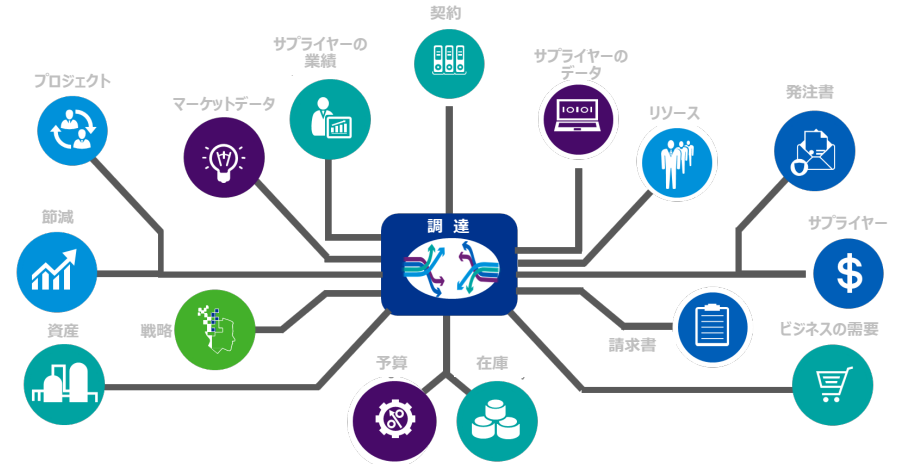 契約
サプライヤーの
業績
サプライヤーの
データ
プロジェクト
マーケットデータ
リソース
発注書
10101
節減
調 達
サプライヤー
$
資産
戦略
請求書
ビジネスの需要
予算
在庫